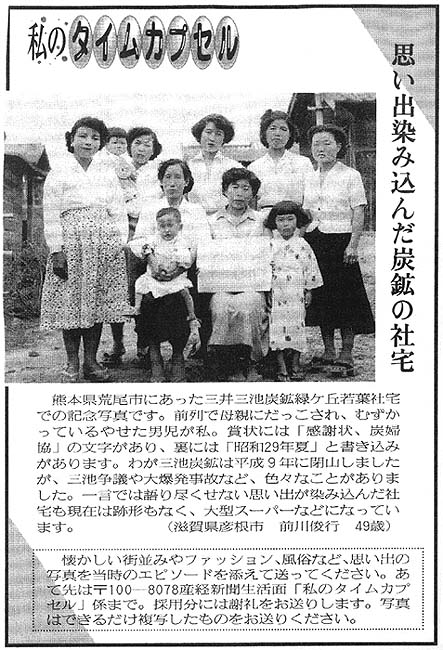 私のタイムカプセル
思い出染み込んだ炭鉱の社宅
熊本県荒尾市にあった三井三池炭鉱緑ケ丘若葉社宅
での記念写真です。前列で母親にだっこされ、むずか
っているやせた男児が私。賞状には「感謝状、炭婦
協」の文字があり、裏には「昭和29年夏」と書き込み
があります。わが三池炭鉱は平成９年に閉山しました
が、三池争議や大爆発事故など、色々なことがありま
した。一言では語り尽くせない思い出が染み込んだ社
宅も現在は跡形もなく、大型スーパーなどになってい
ます。　（滋賀県彦根市　前川俊行　49歳）
懐かしい街並みやファッション、風俗など、思い出の
写真を当時のエピソードを添えて送ってください。あ
て先は〒100―8078産経新聞生活面「私のタイムカプ
セル」係まで。採用分には謝礼をお送りします。写真
はできるだけ複写したものをお送りください。